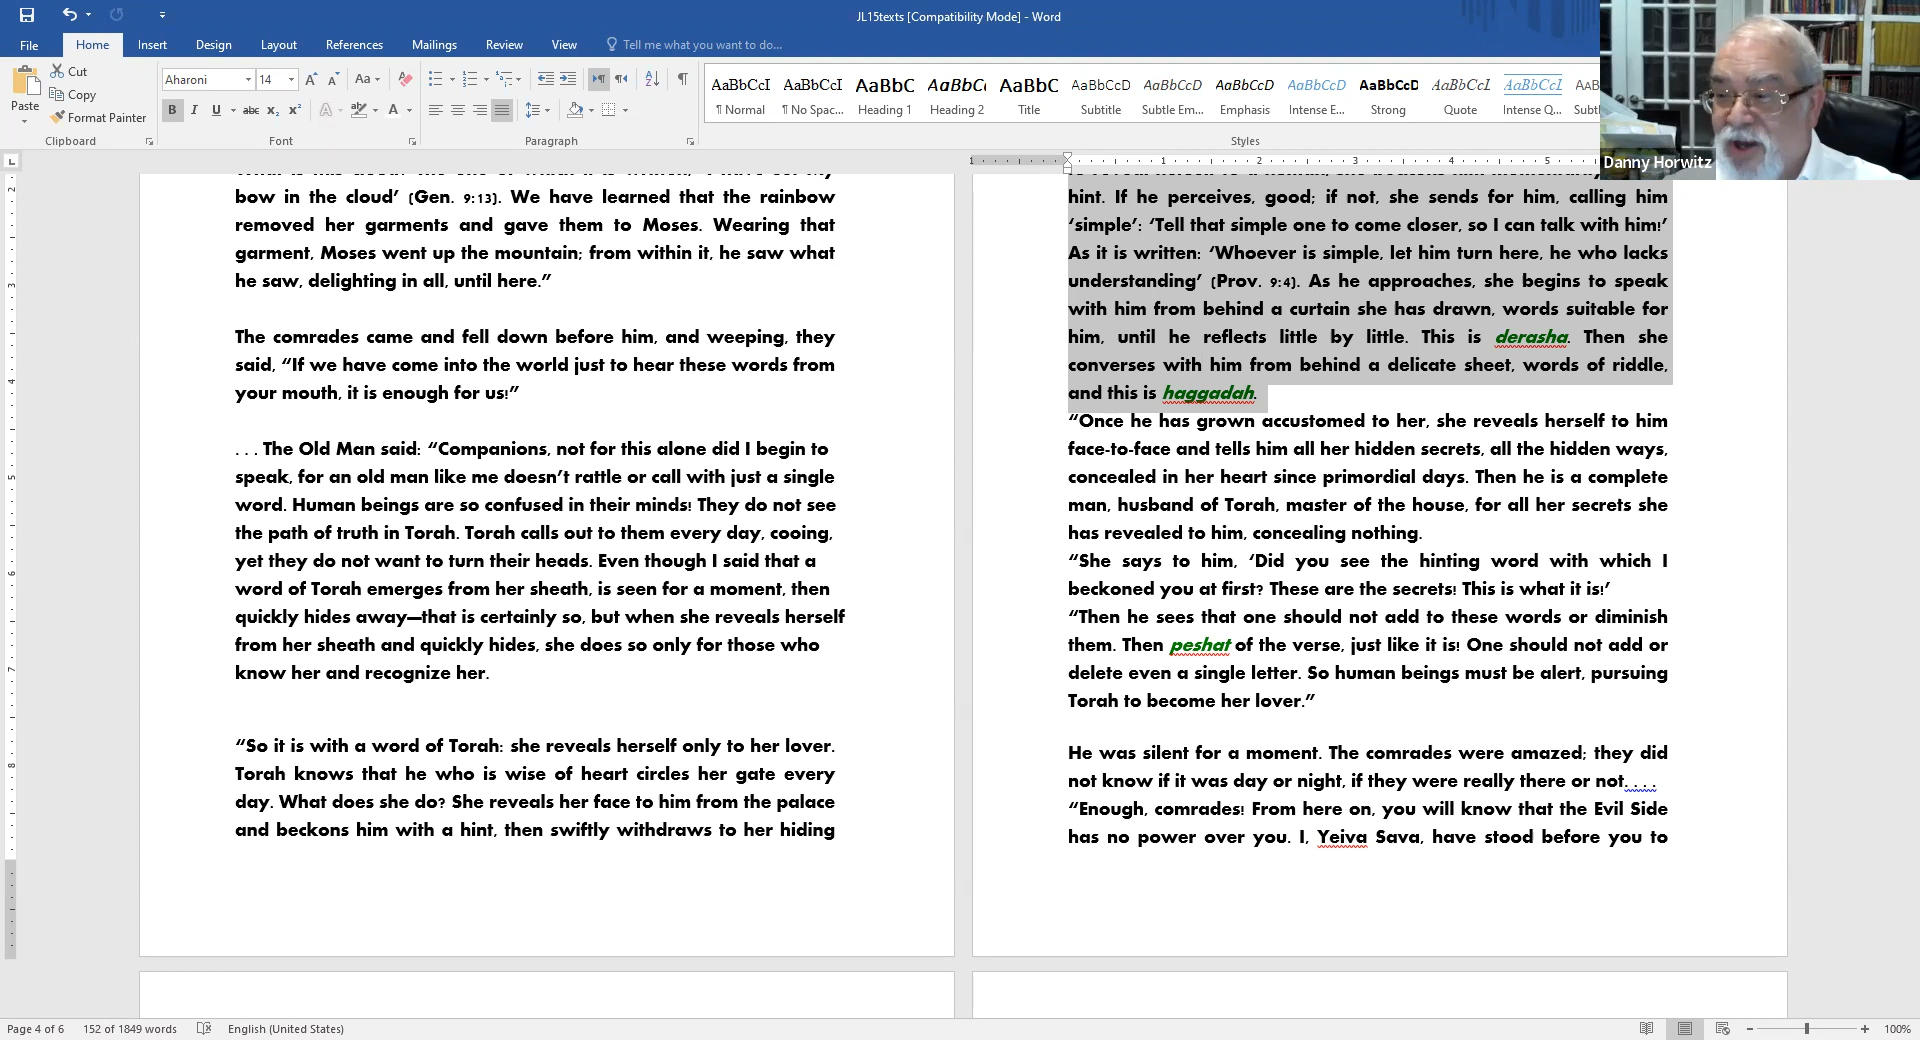 JL15texts [Compatibility Mode] - Word
File Home Insert Design Layout References Mailings Review View Tell me what you want to do...
Paste
Cut
Copy
Format Painter
Clipboard
Aharoni 14
Font
Paragraph
AaBbCcI AaBbCcI AaBbC AaBbC AaBbC AaBbCcD AaBbCcD AaBbCcD AaBbCcD AaBbCcD AaBbCcI AaBbCcI AaB
¶ Normal ¶ No Spac... Heading 1 Heading 2 Title Subtitle Subtle Em... Emphasis Intense E... Strong Quote Intense Q...
Styles
Danny Horwitz
bow in the cloud’ (Gen. 9:13). We have learned that the rainbow
removed her garments and gave them to Moses. Wearing that
garment, Moses went up the mountain; from within it, he saw what
he saw, delighting in all, until here.”
The comrades came and fell down before him, and weeping, they
said, “If we have come into the world just to hear these words from
your mouth, it is enough for us!”
. . . The Old Man said: “Companions, not for this alone did I begin to
speak, for an old man like me doesn’t rattle or call with just a single
word. Human beings are so confused in their minds! They do not see
the path of truth in Torah. Torah calls out to them every day, cooing,
yet they do not want to turn their heads. Even though I said that a
word of Torah emerges from her sheath, is seen for a moment, then
quickly hides away—that is certainly so, but when she reveals herself
from her sheath and quickly hides, she does so only for those who
know her and recognize her.
“So it is with a word of Torah: she reveals herself only to her lover.
Torah knows that he who is wise of heart circles her gate every
day. What does she do? She reveals her face to him from the palace
and beckons him with a hint, then swiftly withdraws to her hiding
hint. If he perceives, good; if not, she sends for him, calling him
‘simple’: ‘Tell that simple one to come closer, so I can talk with him!’
As it is written: ‘Whoever is simple, let him turn here, he who lacks
understanding’ (Prov. 9:4). As he approaches, she begins to speak
with him from behind a curtain she has drawn, words suitable for
him, until he reflects little by little. This is derasha. Then she
converses with him from behind a delicate sheet, words of riddle,
and this is haggadah.
“Once he has grown accustomed to her, she reveals herself to him
face-to-face and tells him all her hidden secrets, all the hidden ways,
concealed in her heart since primordial days. Then he is a complete
man, husband of Torah, master of the house, for all her secrets she
has revealed to him, concealing nothing.
“She says to him, ‘Did you see the hinting word with which I
beckoned you at first? These are the secrets! This is what it is!’
“Then he sees that one should not add to these words or diminish
them. Then peshat of the verse, just like it is! One should not add or
delete even a single letter. So human beings must be alert, pursuing
Torah to become her lover.”
He was silent for a moment. The comrades were amazed; they did
not know if it was day or night, if they were really there or not. . . .
“Enough, comrades! From here on, you will know that the Evil Side
has no power over you. I, Yeiva Sava, have stood before you to
Page 4 of 6 152 of 1849 words English (United States) 100%